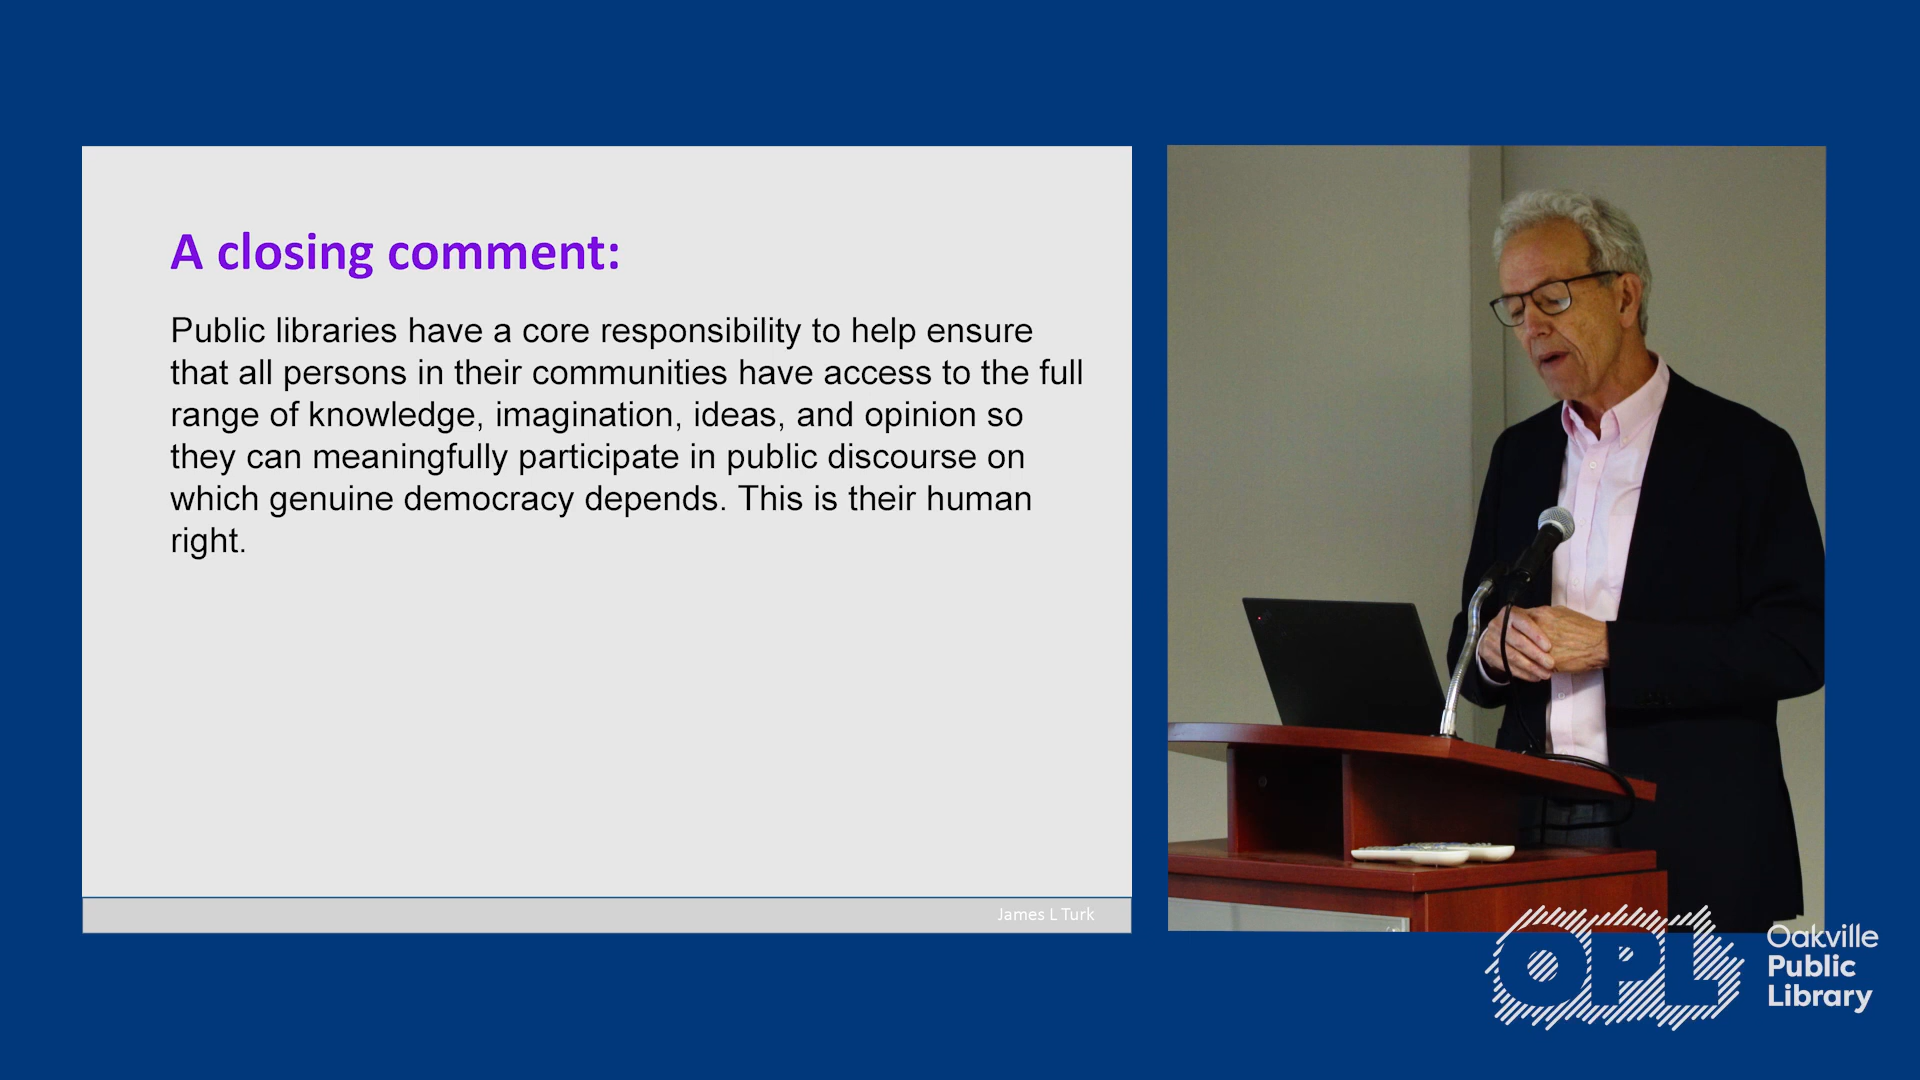 A closing comment:
Public libraries have a core responsibility to help ensure
that all persons in their communities have access to the full
range of knowledge, imagination, ideas, and opinion so
they can meaningfully participate in public discourse on
which genuine democracy depends. This is their human
right.
James L Turk
OPL
Oakville
Public
Library